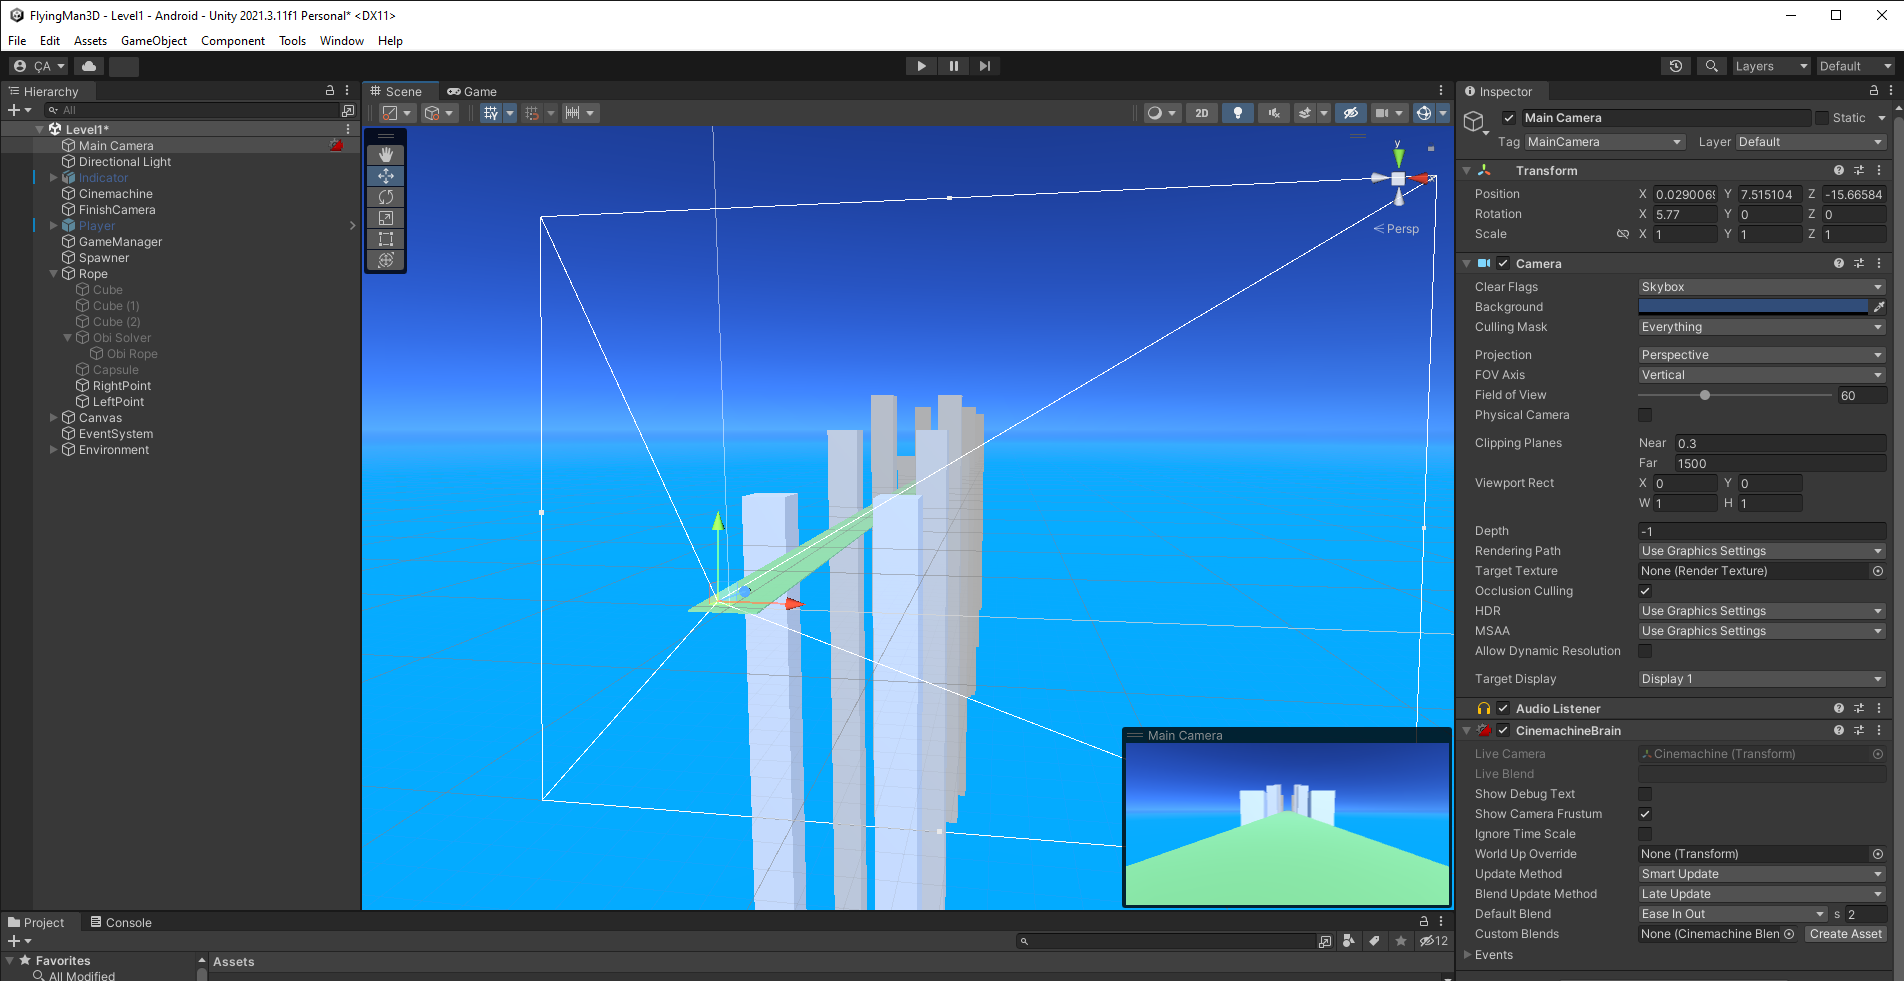 FlyingMan3D - Level1 - Android - Unity 2021.3.11f1 Personal* <DX11>
File Edit Assets GameObject Component Tools Window Help
ÇA
Layers Default
Hierarchy
All
Level1*
Main Camera
Directional Light
Indicator
Cinemachine
FinishCamera
Player
GameManager
Spawner
Rope
Cube
Cube (1)
Cube (2)
Obi Solver
Obi Rope
Capsule
RightPoint
LeftPoint
Canvas
EventSystem
Environment
Scene Game
2D
y
Persp
Main Camera
Inspector
Main Camera Static
Tag MainCamera Layer Default
Transform
Position X 0.0290069 Y 7.515104 Z -15.66584
Rotation X 5.77 Y 0 Z 0
Scale X 1 Y 1 Z 1
Camera
Clear Flags Skybox
Background
Culling Mask Everything
Projection Perspective
FOV Axis Vertical
Field of View 60
Physical Camera
Clipping Planes Near 0.3
Far 1500
Viewport Rect X 0 Y 0
W 1 H 1
Depth -1
Rendering Path Use Graphics Settings
Target Texture None (Render Texture)
Occlusion Culling
HDR Use Graphics Settings
MSAA Use Graphics Settings
Allow Dynamic Resolution
Target Display Display 1
Audio Listener
CinemachineBrain
Live Camera Cinemachine (Transform)
Live Blend
Show Debug Text
Show Camera Frustum
Ignore Time Scale
World Up Override None (Transform)
Update Method Smart Update
Blend Update Method Late Update
Default Blend Ease In Out s 2
Custom Blends None (Cinemachine Blen Create Asset
Events
Project Console
12
Favorites
All Modified
Assets